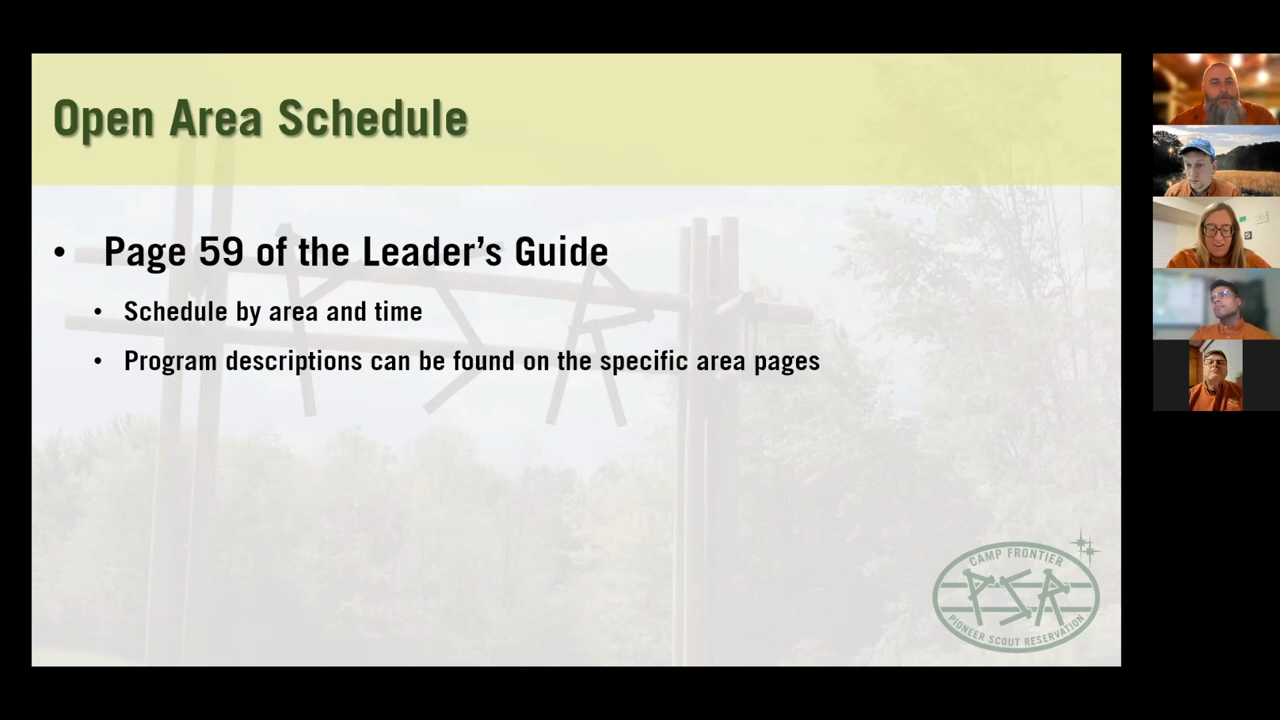 Open Area Schedule
• Page 59 of the Leader’s Guide
• Schedule by area and time
• Program descriptions can be found on the specific area pages
CAMP FRONTIER
PSR
PIONEER SCOUT RESERVATION